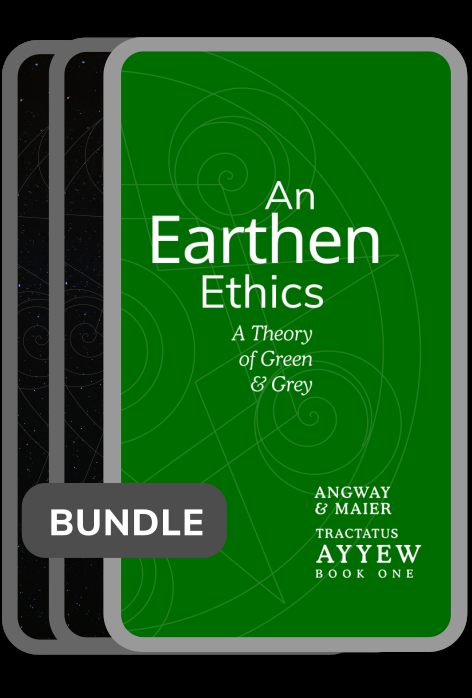 An
Earthen
Ethics
A Theory
of Green
& Grey
BUNDLE
ANGWAY
& MAIER
TRACTATUS
AYYEW
BOOK ONE